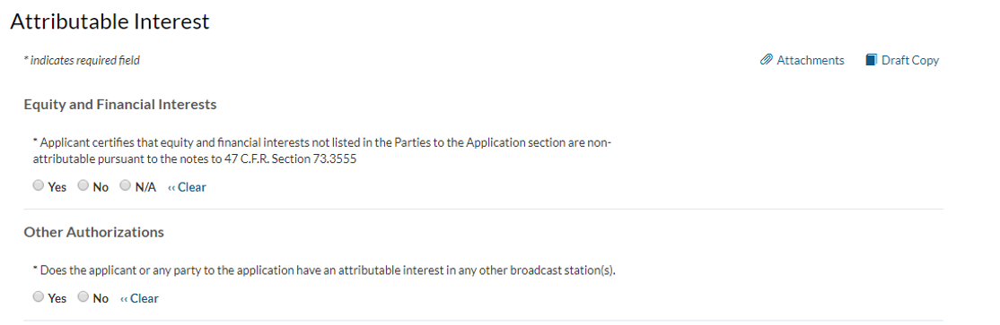 Attributable Interest
* indicates required field
Attachments
Draft Copy
Equity and Financial Interests
* Applicant certifies that equity and financial interests not listed in the Parties to the Application section are non-
attributable pursuant to the notes to 47 C.F.R. Section 73.3555
Yes No N/A ‹‹ Clear
Other Authorizations
* Does the applicant or any party to the application have an attributable interest in any other broadcast station(s).
Yes No ‹‹ Clear